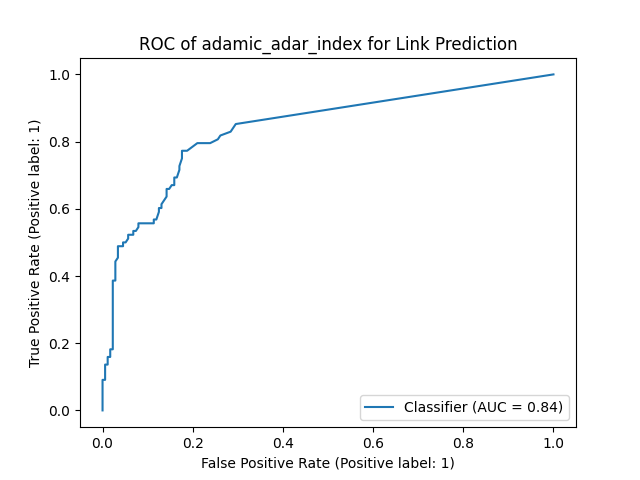 ROC of adamic_adar_index for Link Prediction
1.0
0.8
0.6
0.4
0.2
0.0
True Positive Rate (Positive label: 1)
Classifier (AUC = 0.84)
0.0 0.2 0.4 0.6 0.8 1.0
False Positive Rate (Positive label: 1)